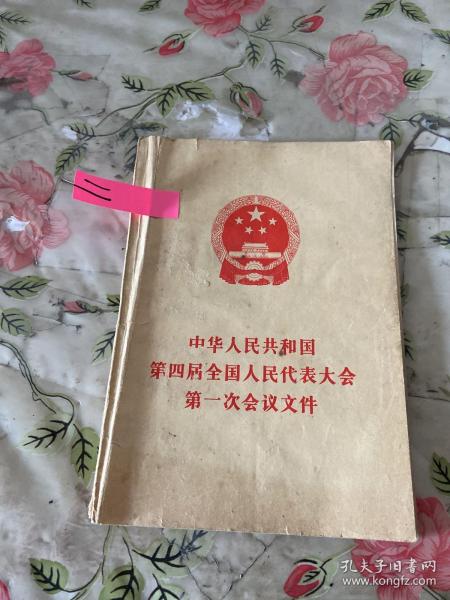 中华人民共和国
第四届全国人民代表大会
第一次会议文件
孔夫子旧书网
www.kongfz.com